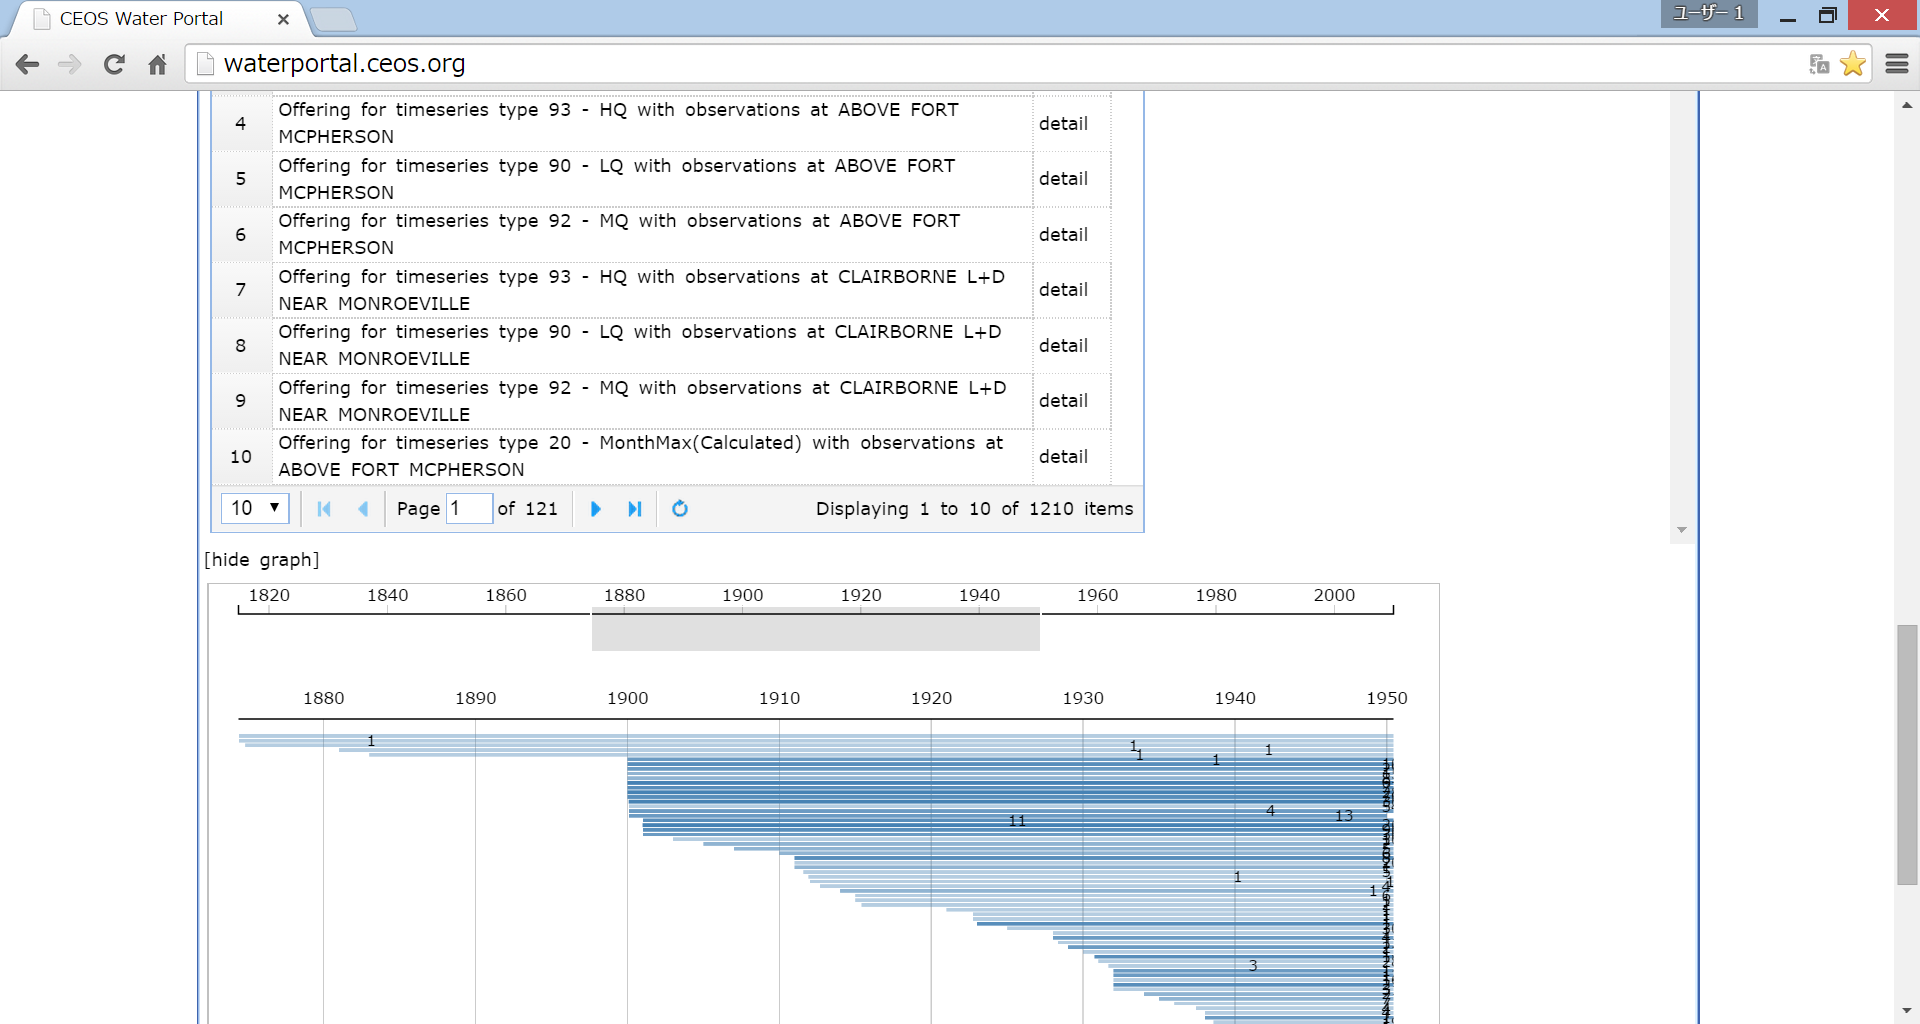 CEOS Water Portal
ユーザー 1
waterportal.ceos.org
4 Offering for timeseries type 93 - HQ with observations at ABOVE FORT MCPHERSON detail
5 Offering for timeseries type 90 - LQ with observations at ABOVE FORT MCPHERSON detail
6 Offering for timeseries type 92 - MQ with observations at ABOVE FORT MCPHERSON detail
7 Offering for timeseries type 93 - HQ with observations at CLAIRBORNE L+D NEAR MONROEVILLE detail
8 Offering for timeseries type 90 - LQ with observations at CLAIRBORNE L+D NEAR MONROEVILLE detail
9 Offering for timeseries type 92 - MQ with observations at CLAIRBORNE L+D NEAR MONROEVILLE detail
10 Offering for timeseries type 20 - MonthMax(Calculated) with observations at ABOVE FORT MCPHERSON detail
10 Page 1 of 121 Displaying 1 to 10 of 1210 items
[hide graph]
1820 1840 1860 1880 1900 1920 1940 1960 1980 2000
1880 1890 1900 1910 1920 1930 1940 1950
1 1
1 1
1
4 13
11
1
1
3